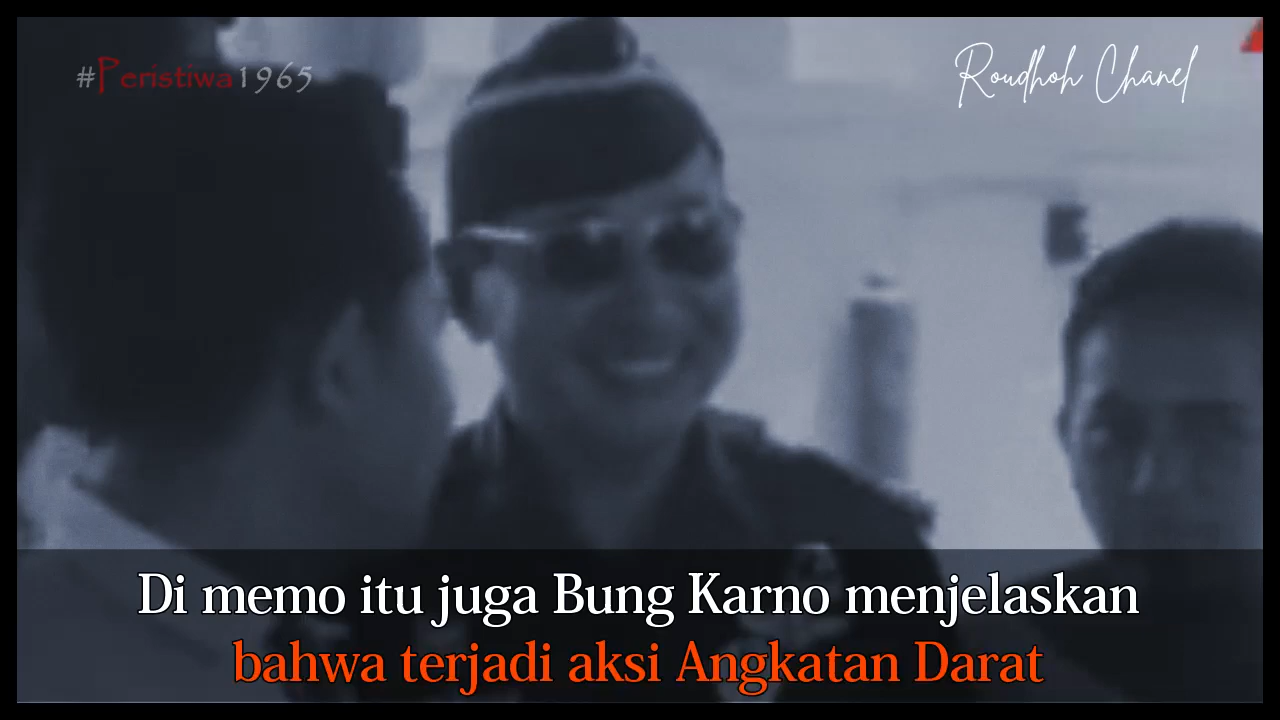 #Peristiwa1965
Roudhoh Chanel
Di memo itu juga Bung Karno menjelaskan
bahwa terjadi aksi Angkatan Darat